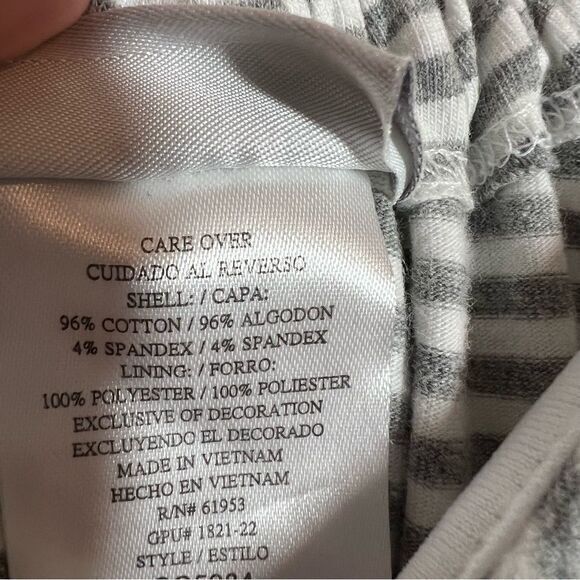 CARE OVER
CUIDADO AL REVERSO
SHELL: / CAPA:
96% COTTON / 96% ALGODON
4% SPANDEX / 4% SPANDEX
LINING: / FORRO:
100% POLYESTER / 100% POLIESTER
EXCLUSIVE OF DECORATION
EXCLUYENDO EL DECORADO
MADE IN VIETNAM
HECHO EN VIETNAM
R/N# 61953
GPU# 1821-22
STYLE / ESTILO